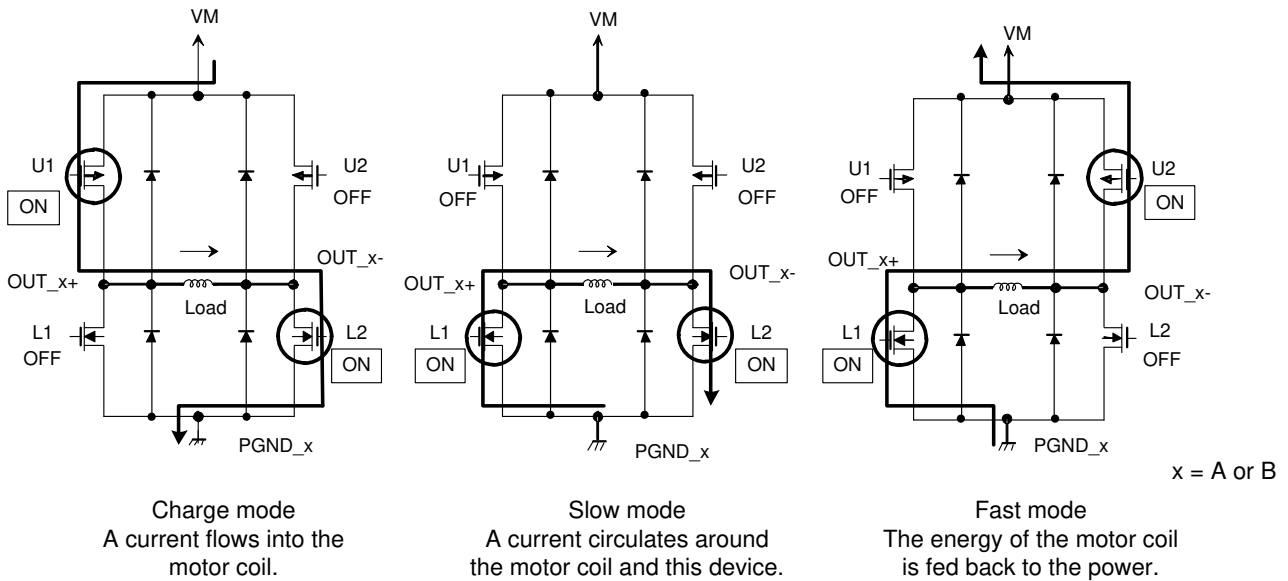 VM
U1
ON
U2
OFF
OUT_x+
OUT_x-
Load
L1
OFF
L2
ON
PGND_x
Charge mode
A current flows into the
motor coil.
VM
U1
OFF
U2
OFF
OUT_x+
OUT_x-
Load
L1
ON
L2
ON
PGND_x
Slow mode
A current circulates around
the motor coil and this device.
VM
U1
OFF
U2
ON
OUT_x+
OUT_x-
Load
L1
ON
L2
OFF
PGND_x
Fast mode
The energy of the motor coil
is fed back to the power.
x = A or B